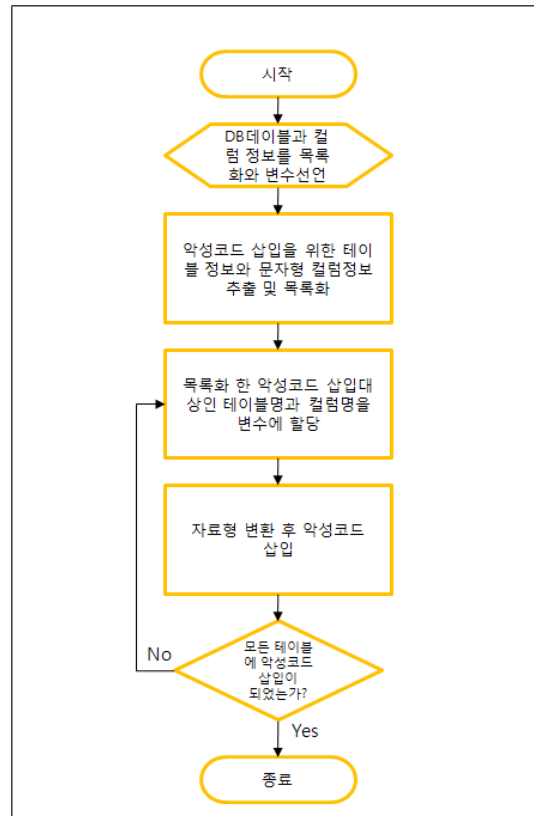 시작
DB데이블과 컬
럼 정보를 목록
화와 변수선언
악성코드 삽입을 위한 테이
블 정보와 문자형 컬럼정보
추출 및 목록화
목록화 한 악성코드 삽입대
상인 테이블명과 컬럼명을
변수에 할당
자료형 변환 후 악성코드
삽입
모든 테이블
에 악성코드
삽입이
되었는가?
No
Yes
종료